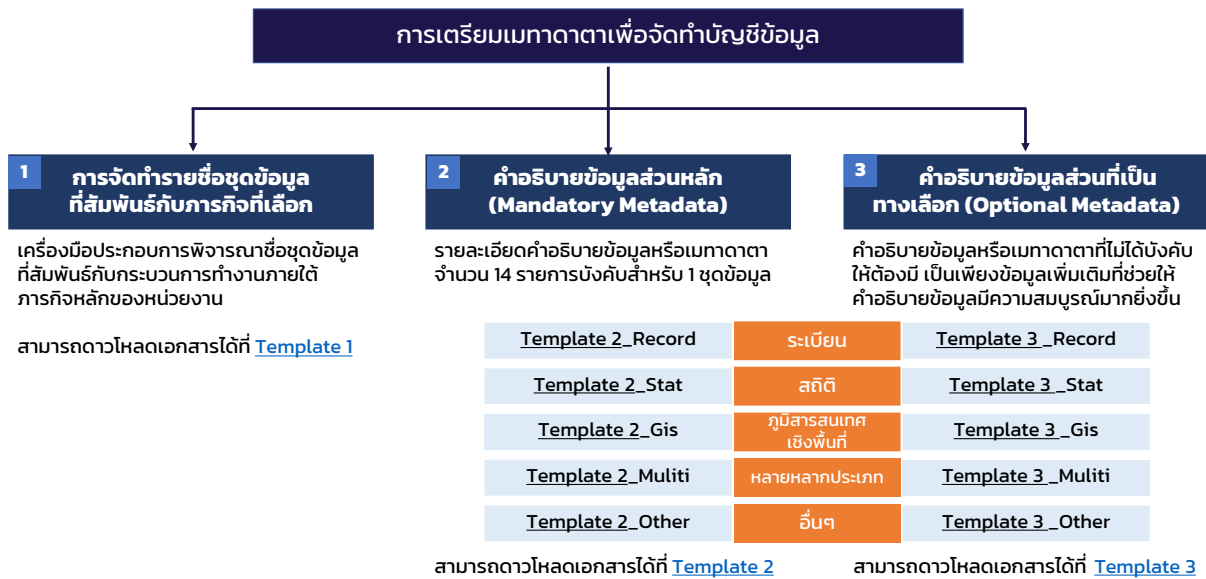 การเตรียมเมทาดาตาเพื่อจัดทำบัญชีข้อมูล
1
การจัดทำรายชื่อชุดข้อมูล
ที่สัมพันธ์กับภารกิจที่เลือก
เครื่องมือประกอบการพิจารณาชื่อชุดข้อมูล
ที่สัมพันธ์กับกระบวนการทำงานภายใต้
ภารกิจหลักของหน่วยงาน
สามารถดาวโหลดเอกสารได้ที่ Template 1
2
คำอธิบายข้อมูลส่วนหลัก
(Mandatory Metadata)
รายละเอียดคำอธิบายข้อมูลหรือเมทาดาตา
จำนวน 14 รายการบังคับสำหรับ 1 ชุดข้อมูล
3
คำอธิบายข้อมูลส่วนที่เป็น
ทางเลือก (Optional Metadata)
คำอธิบายข้อมูลหรือเมทาดาตาที่ไม่ได้บังคับ
ให้ต้องมี เป็นเพียงข้อมูลเพิ่มเติมที่ช่วยให้
คำอธิบายข้อมูลมีความสมบูรณ์มากยิ่งขึ้น
Template 2_Record ระเบียน Template 3 _Record
Template 2_Stat สถิติ Template 3 _Stat
Template 2_Gis ภูมิสารสนเทศ Template 3 _Gis
เชิงพื้นที่
Template 2_Muliti หลายหลากประเภท Template 3 _Muliti
Template 2_Other อื่นๆ Template 3 _Other
สามารถดาวโหลดเอกสารได้ที่ Template 2
สามารถดาวโหลดเอกสารได้ที่ Template 3